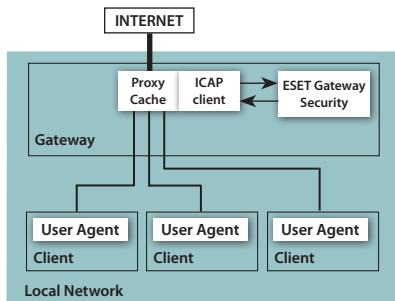 INTERNET
Proxy
Cache
ICAP
client
ESET Gateway
Security
Gateway
User Agent
Client
User Agent
Client
User Agent
Client
Local Network